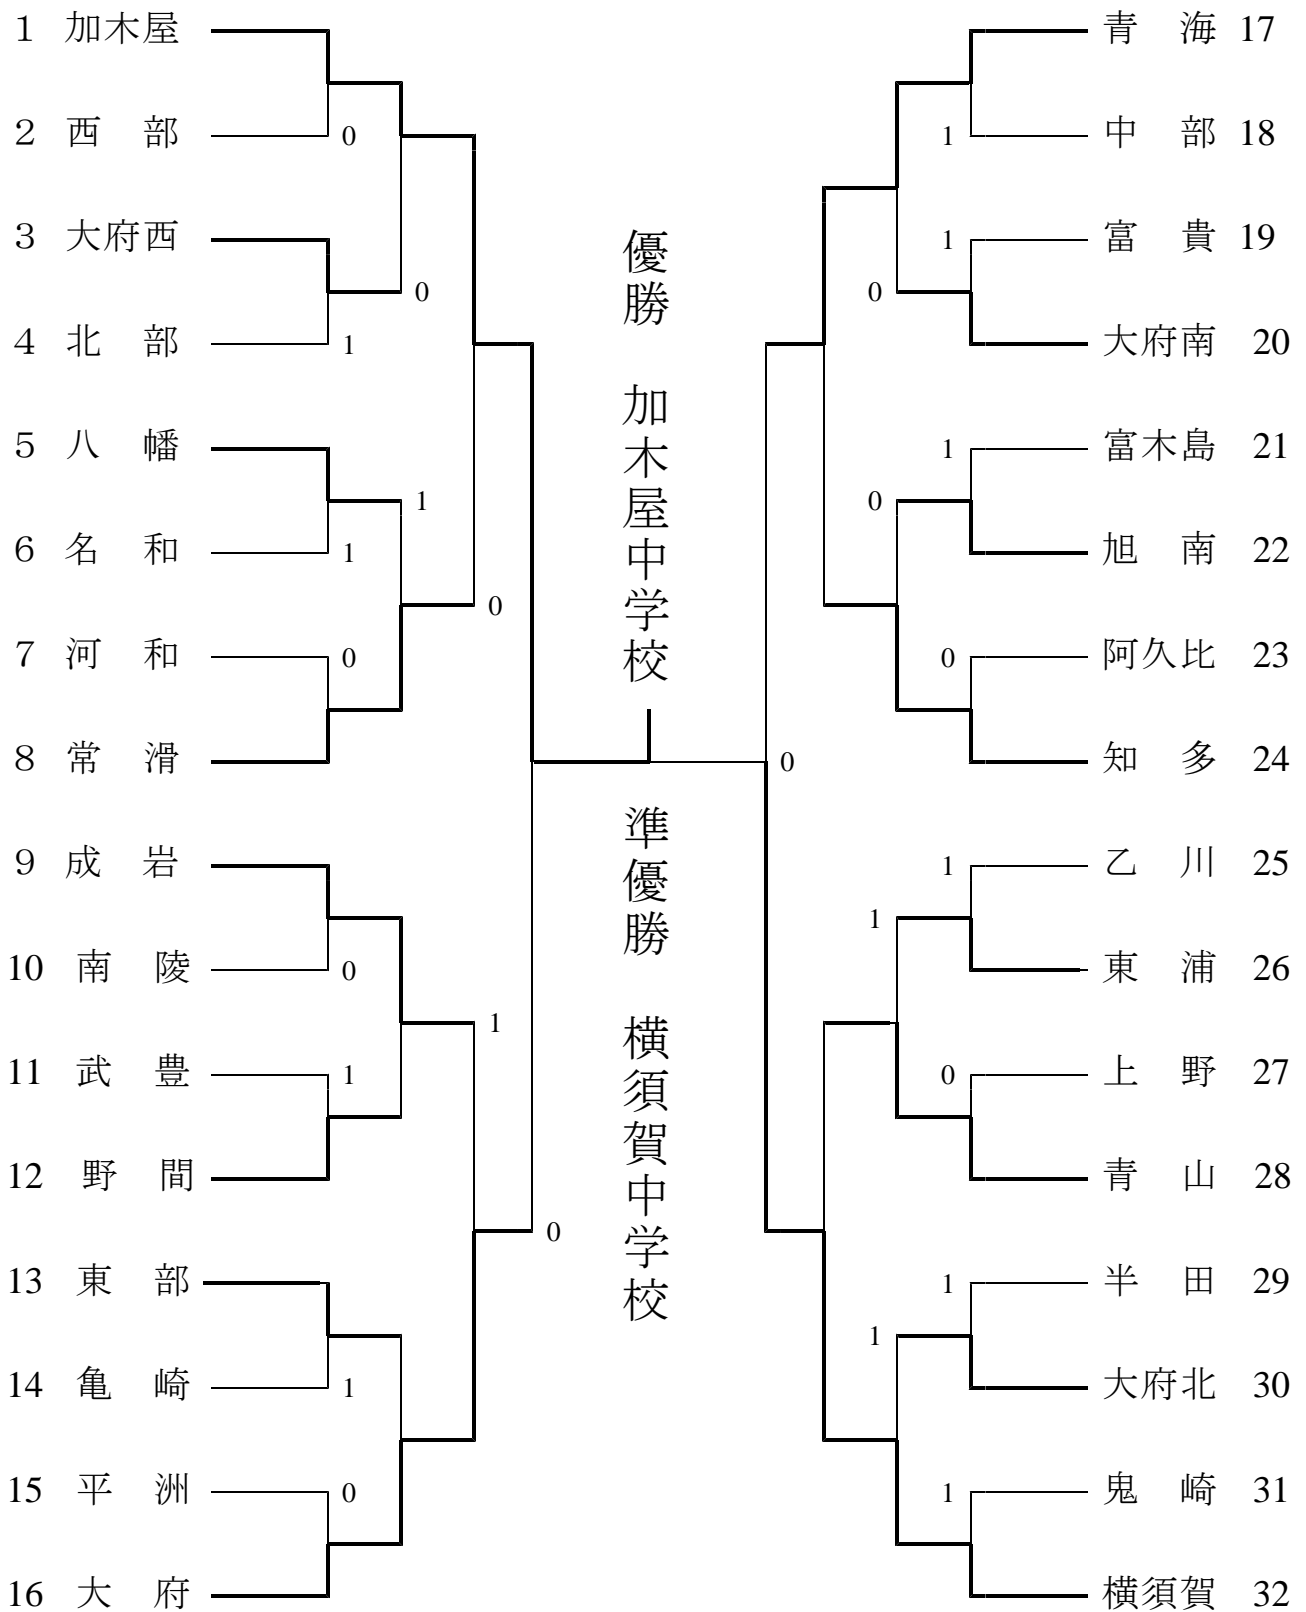 1 加木屋
2 西 部
0
3 大府西
0
4 北 部
1
5 八 幡
1
6 名 和
1
0
7 河 和
0
8 常 滑
9 成 岩
10 南 陵
0
1
11 武 豊
1
12 野 間
0
13 東 部
14 亀 崎
1
15 平 洲
0
16 大 府
優勝 加木屋中学校
準優勝 横須賀中学校
0
青 海 17
1
中 部 18
1
富 貴 19
0
大府南 20
1
富木島 21
0
旭 南 22
0
阿久比 23
知 多 24
1
乙 川 25
1
東 浦 26
0
上 野 27
青 山 28
1
半 田 29
1
大府北 30
1
鬼 崎 31
横須賀 32